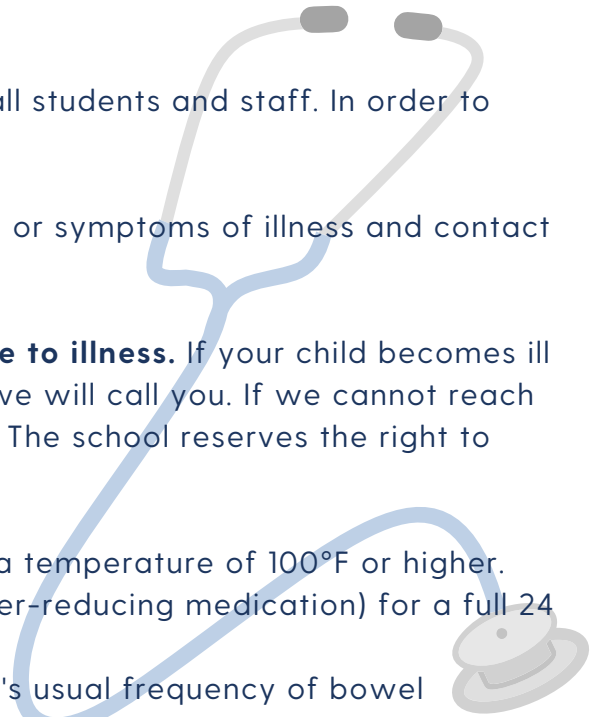 all students and staff. In order to
or symptoms of illness and contact
e to illness. If your child becomes ill
we will call you. If we cannot reach
The school reserves the right to
a temperature of 100°F or higher.
er-reducing medication) for a full 24
's usual frequency of bowel